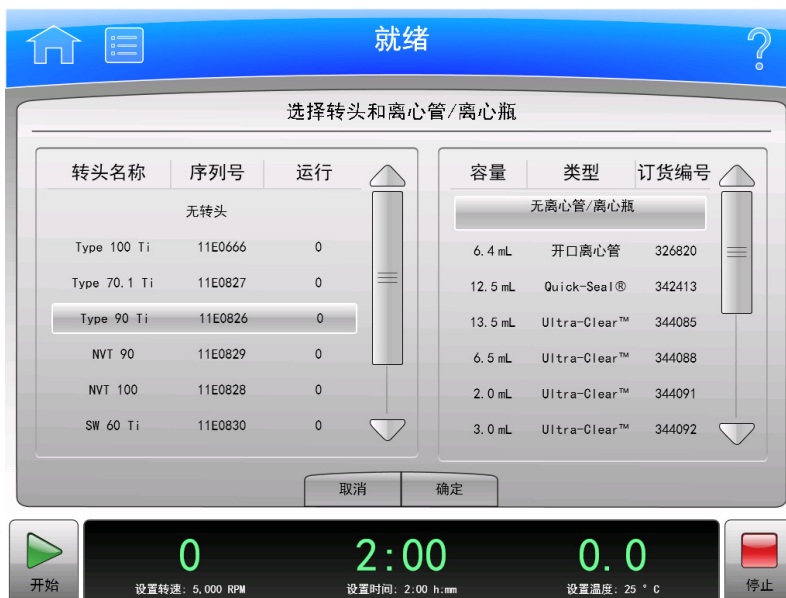 就绪
?
选择转头和离心管/离心瓶
转头名称 序列号 运行
无转头
Type 100 Ti 11E0666 0
Type 70.1 Ti 11E0827 0
Type 90 Ti 11E0826 0
NVT 90 11E0829 0
NVT 100 11E0828 0
SW 60 Ti 11E0830 0
容量 类型 订货编号
无离心管/离心瓶
6.4 mL 开口离心管 326820
12.5 mL Quick-Seal® 342413
13.5 mL Ultra-Clear™ 344085
6.5 mL Ultra-Clear™ 344088
2.0 mL Ultra-Clear™ 344091
3.0 mL Ultra-Clear™ 344092
取消 确定
开始
0
设置转速: 5,000 RPM
2:00
设置时间: 2:00 h:mm
0.0
设置温度: 25 °C
停止